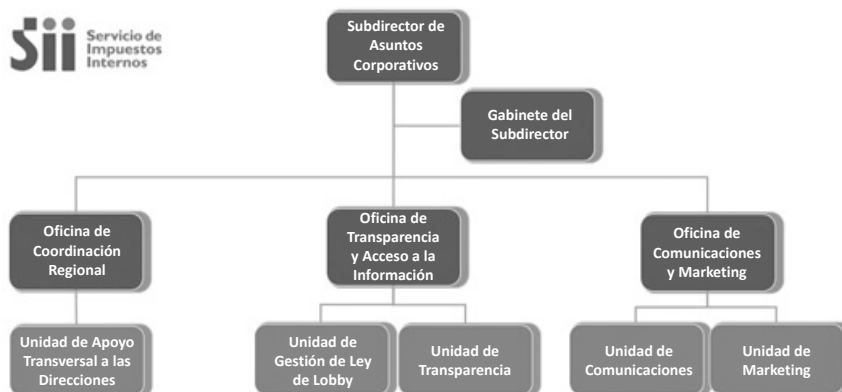 Sii
Servicio de
Impuestos
Internos
Subdirector de
Asuntos
Corporativos
Gabinete del
Subdirector
Oficina de
Coordinación
Regional
Oficina de
Transparencia
y Acceso a la
Información
Oficina de
Comunicaciones
y Marketing
Unidad de Apoyo
Transversal a las
Direcciones
Unidad de
Gestión de Ley
de Lobby
Unidad de
Transparencia
Unidad de
Comunicaciones
Unidad de
Marketing